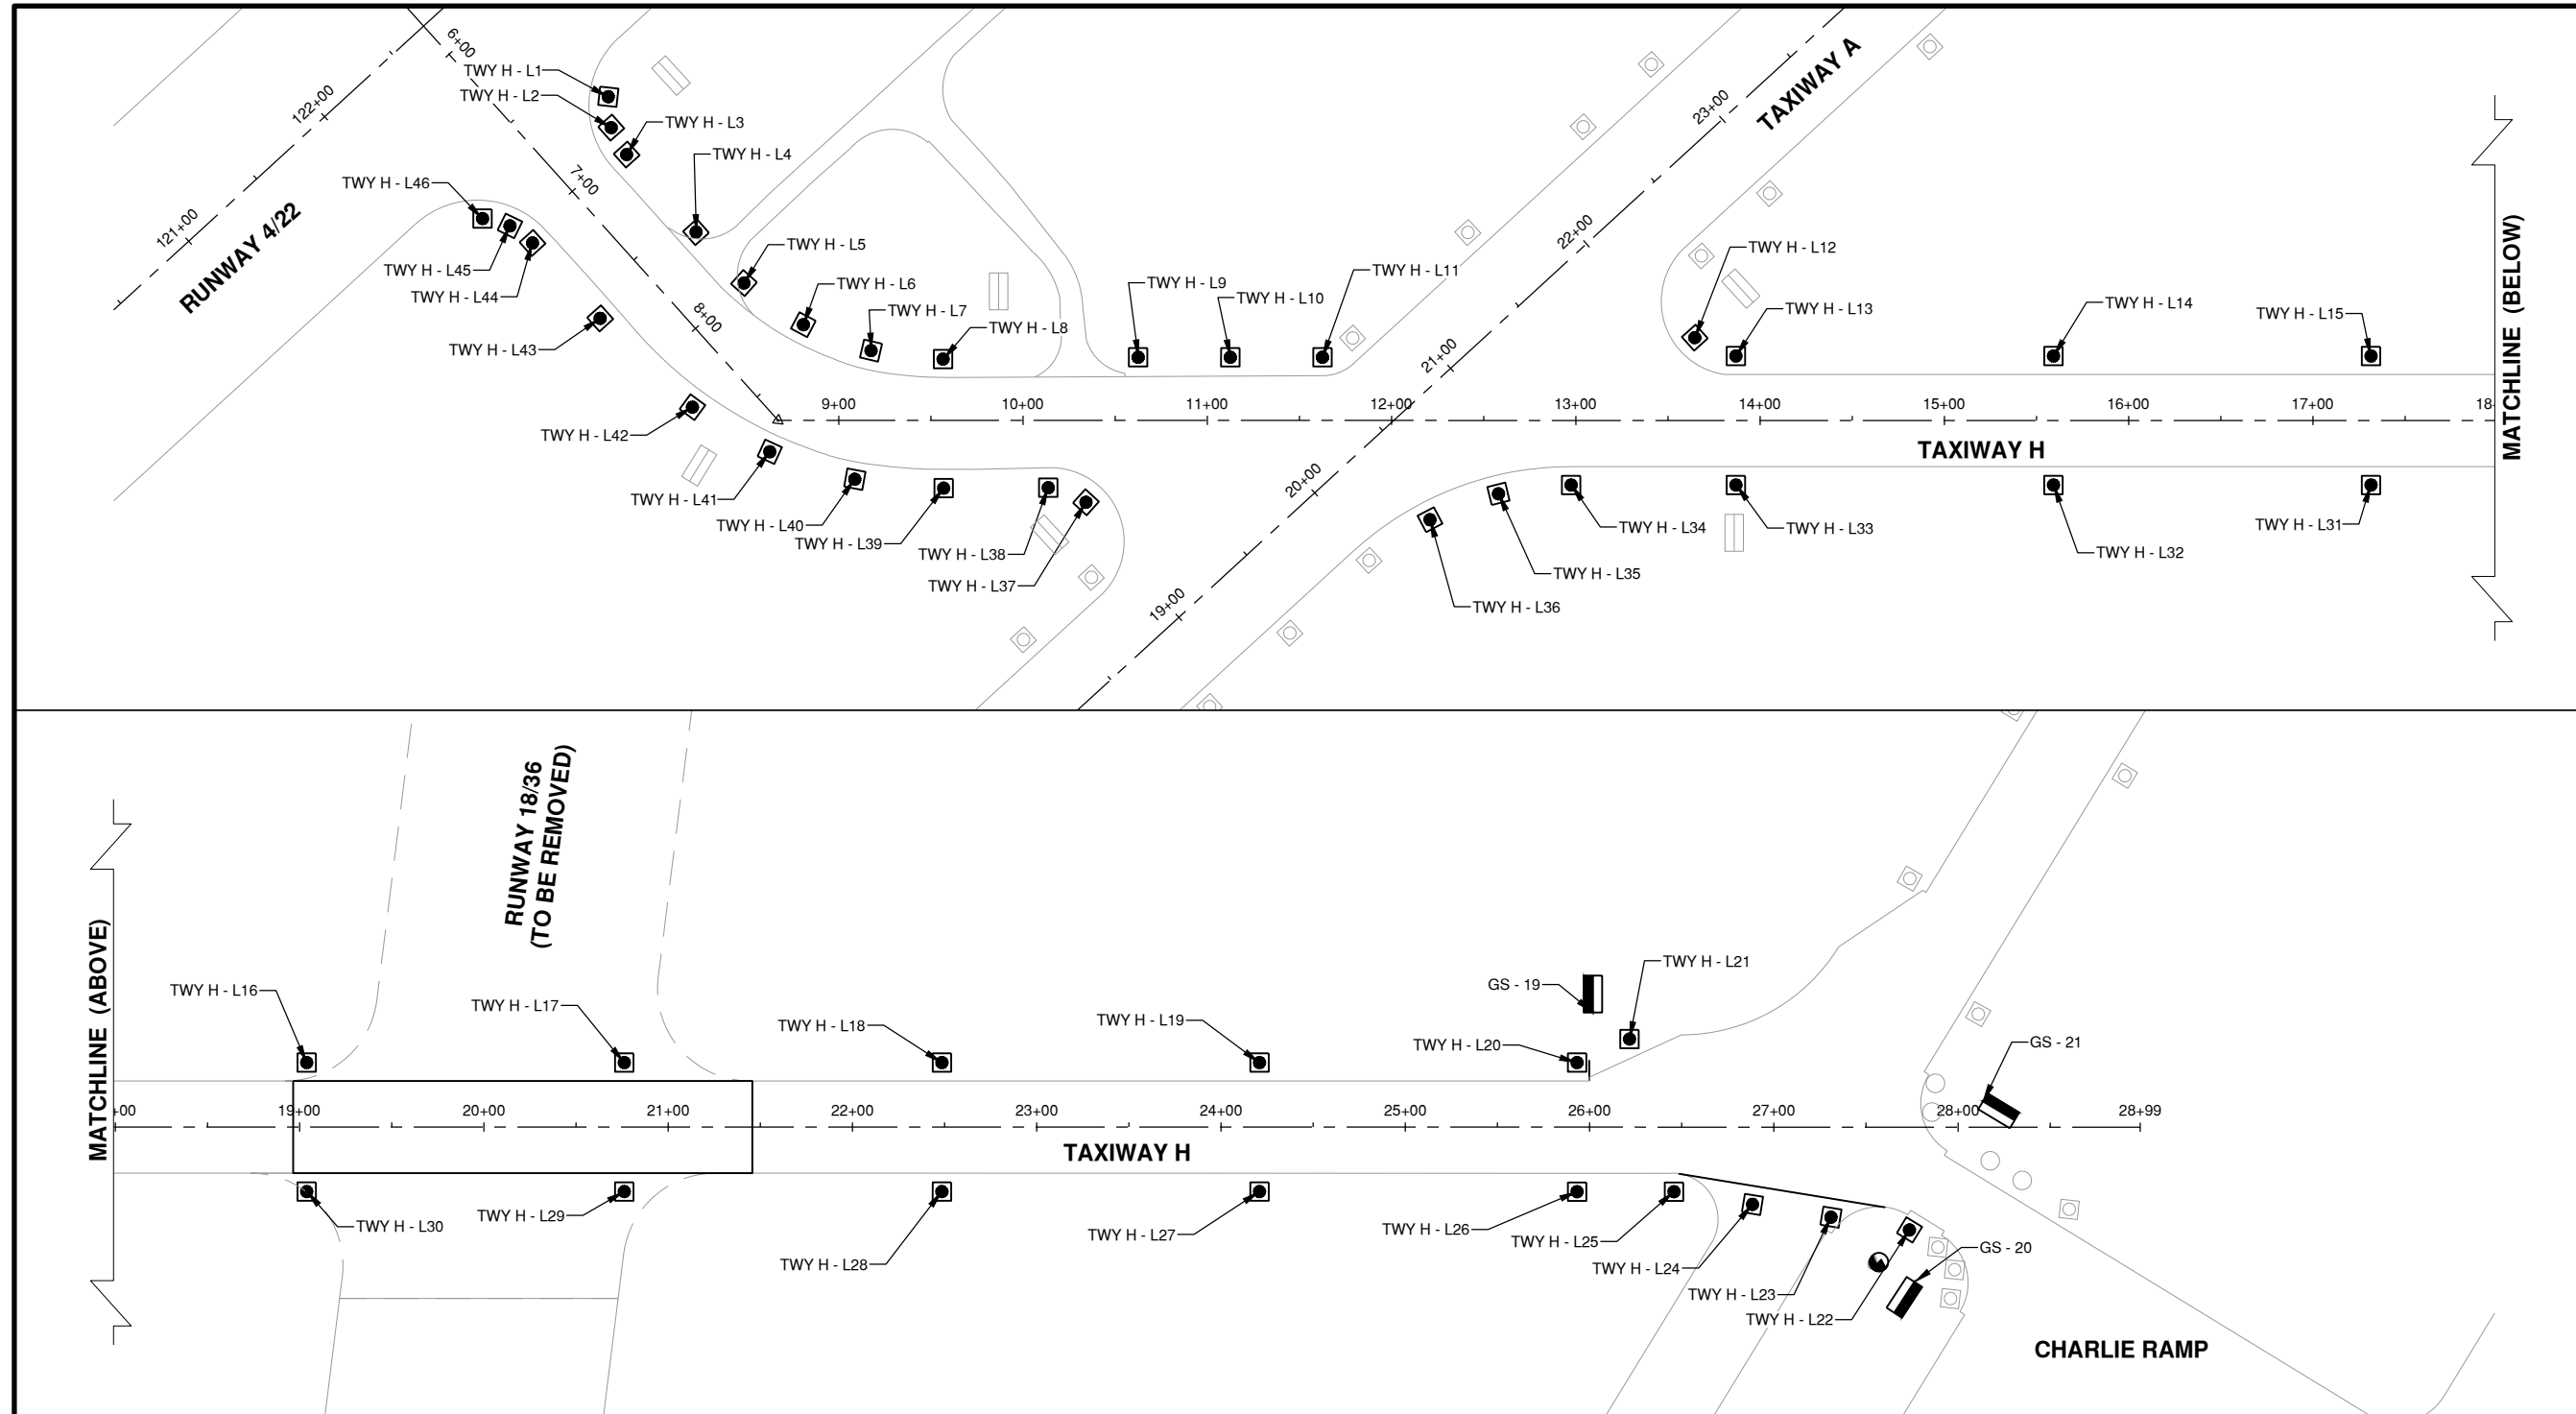 6+00
TWY H - L1
TWY H - L2
122+00
TWY H - L3
TWY H - L4
7+00
TWY H - L46
121+00
RUNWAY 4/22
TWY H - L45
TWY H - L44
TWY H - L43
TWY H - L5
TWY H - L6
TWY H - L7
TWY H - L8
8+00
TWY H - L9
TWY H - L10
TWY H - L11
TAXIWAY A
23+00
22+00
21+00
TWY H - L12
TWY H - L13
TWY H - L14
TWY H - L15
MATCHLINE (BELOW)
9+00
10+00
11+00
12+00
13+00
14+00
15+00
16+00
17+00
18
TAXIWAY H
TWY H - L42
TWY H - L41
TWY H - L40
TWY H - L39
TWY H - L38
TWY H - L37
20+00
19+00
TWY H - L36
TWY H - L35
TWY H - L34
TWY H - L33
TWY H - L32
TWY H - L31
RUNWAY 18/36
(TO BE REMOVED)
MATCHLINE (ABOVE)
TWY H - L16
TWY H - L17
TWY H - L18
TWY H - L19
TWY H - L20
GS - 19
TWY H - L21
GS - 21
+00
19+00
20+00
21+00
22+00
23+00
24+00
25+00
26+00
27+00
28+00
28+99
TAXIWAY H
TWY H - L30
TWY H - L29
TWY H - L28
TWY H - L27
TWY H - L26
TWY H - L25
TWY H - L24
TWY H - L23
TWY H - L22
GS - 20
CHARLIE RAMP